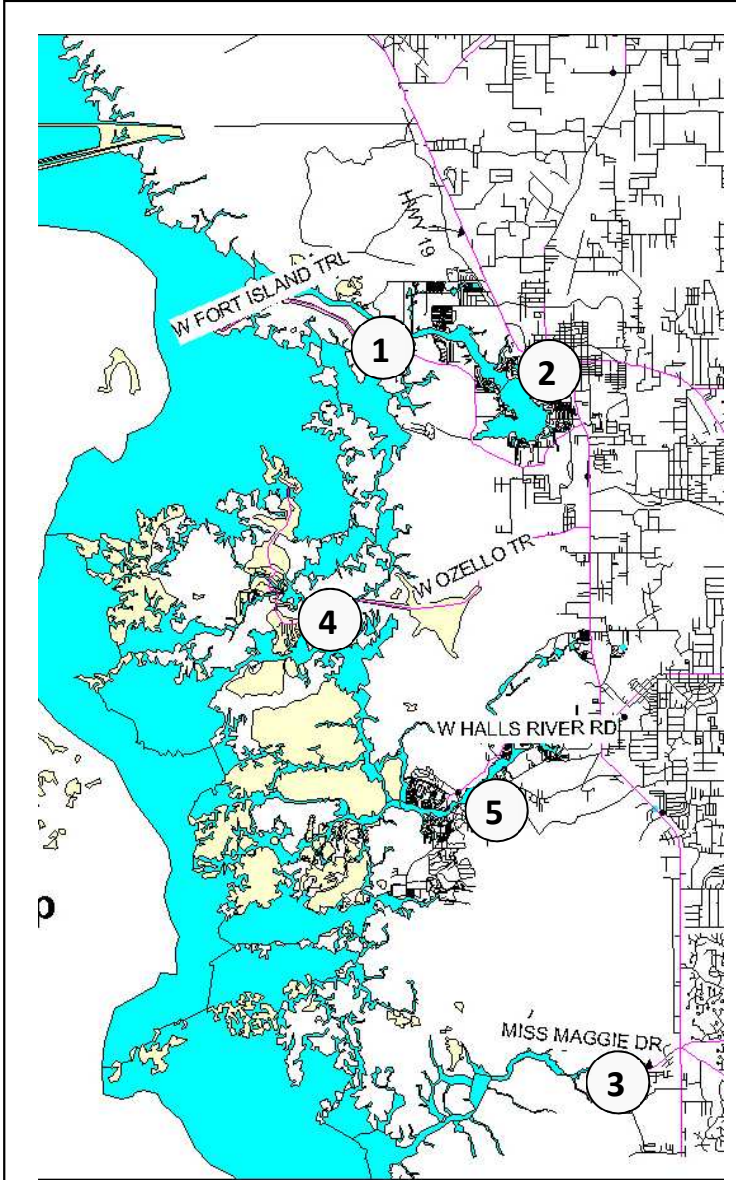 HWY 19
W FORT ISLAND TRL
1
2
W OZELLO TR
4
W HALLS RIVER RD
5
p
MISS MAGGIE DR
3